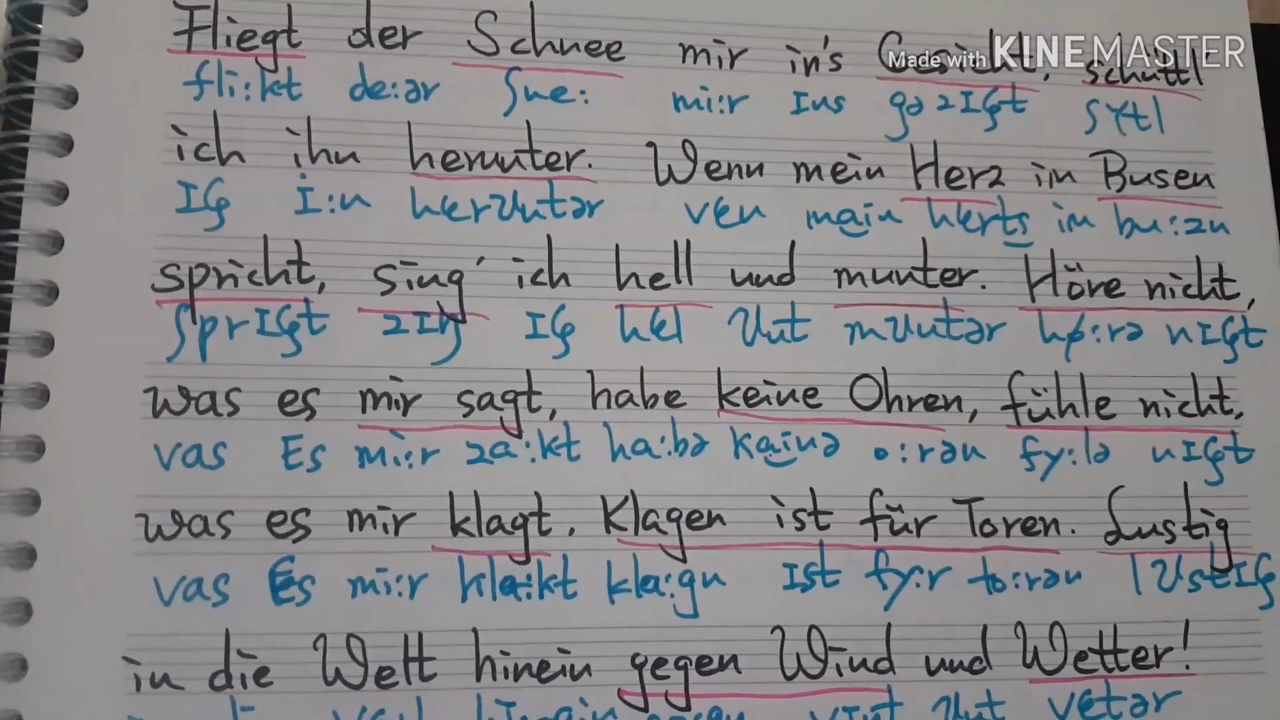 Fliegt der Schnee mir in's Gesicht, schüttl'
Made with KINEMASTER
fli:kt de:ər ʃne: mi:r ɪns gəzɪçt ʃʏtl
ich ihn herunter. Wenn mein Herz im Busen
ɪç i:n hɛrʊntər vɛn main hɛrts im bu:zn
spricht, sing' ich hell und munter. Höre nicht,
ʃprɪçt zɪŋ ɪç hɛl ʊnt mʊntər hø:rə nɪçt
was es mir sagt, habe keine Ohren, fühle nicht,
vas ɛs mi:r za:kt ha:bə kainə o:rən fy:lə nɪçt
was es mir klagt. Klagen ist für Toren. Lustig
vas ɛs mi:r kla:kt kla:gn ɪst fy:r to:rən lʊstɪç
in die Welt hinein gegen Wind und Wetter!
vɪnt ʊnt vɛtər